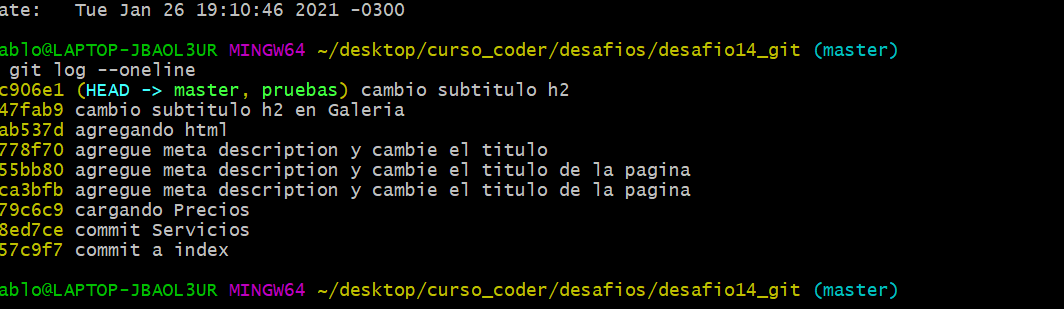 ate:   Tue Jan 26 19:10:46 2021 -0300
ablo@LAPTOP-JBAOL3UR MINGW64 ~/desktop/curso_coder/desafios/desafio14_git (master)
git log --oneline
c906e1 (HEAD -> master, pruebas) cambio subtitulo h2
47fab9 cambio subtitulo h2 en Galeria
ab537d agregando html
778f70 agregue meta description y cambie el titulo
55bb80 agregue meta description y cambie el titulo de la pagina
ca3bfb agregue meta description y cambie el titulo de la pagina
79c6c9 cargando Precios
8ed7ce commit Servicios
57c9f7 commit a index
ablo@LAPTOP-JBAOL3UR MINGW64 ~/desktop/curso_coder/desafios/desafio14_git (master)